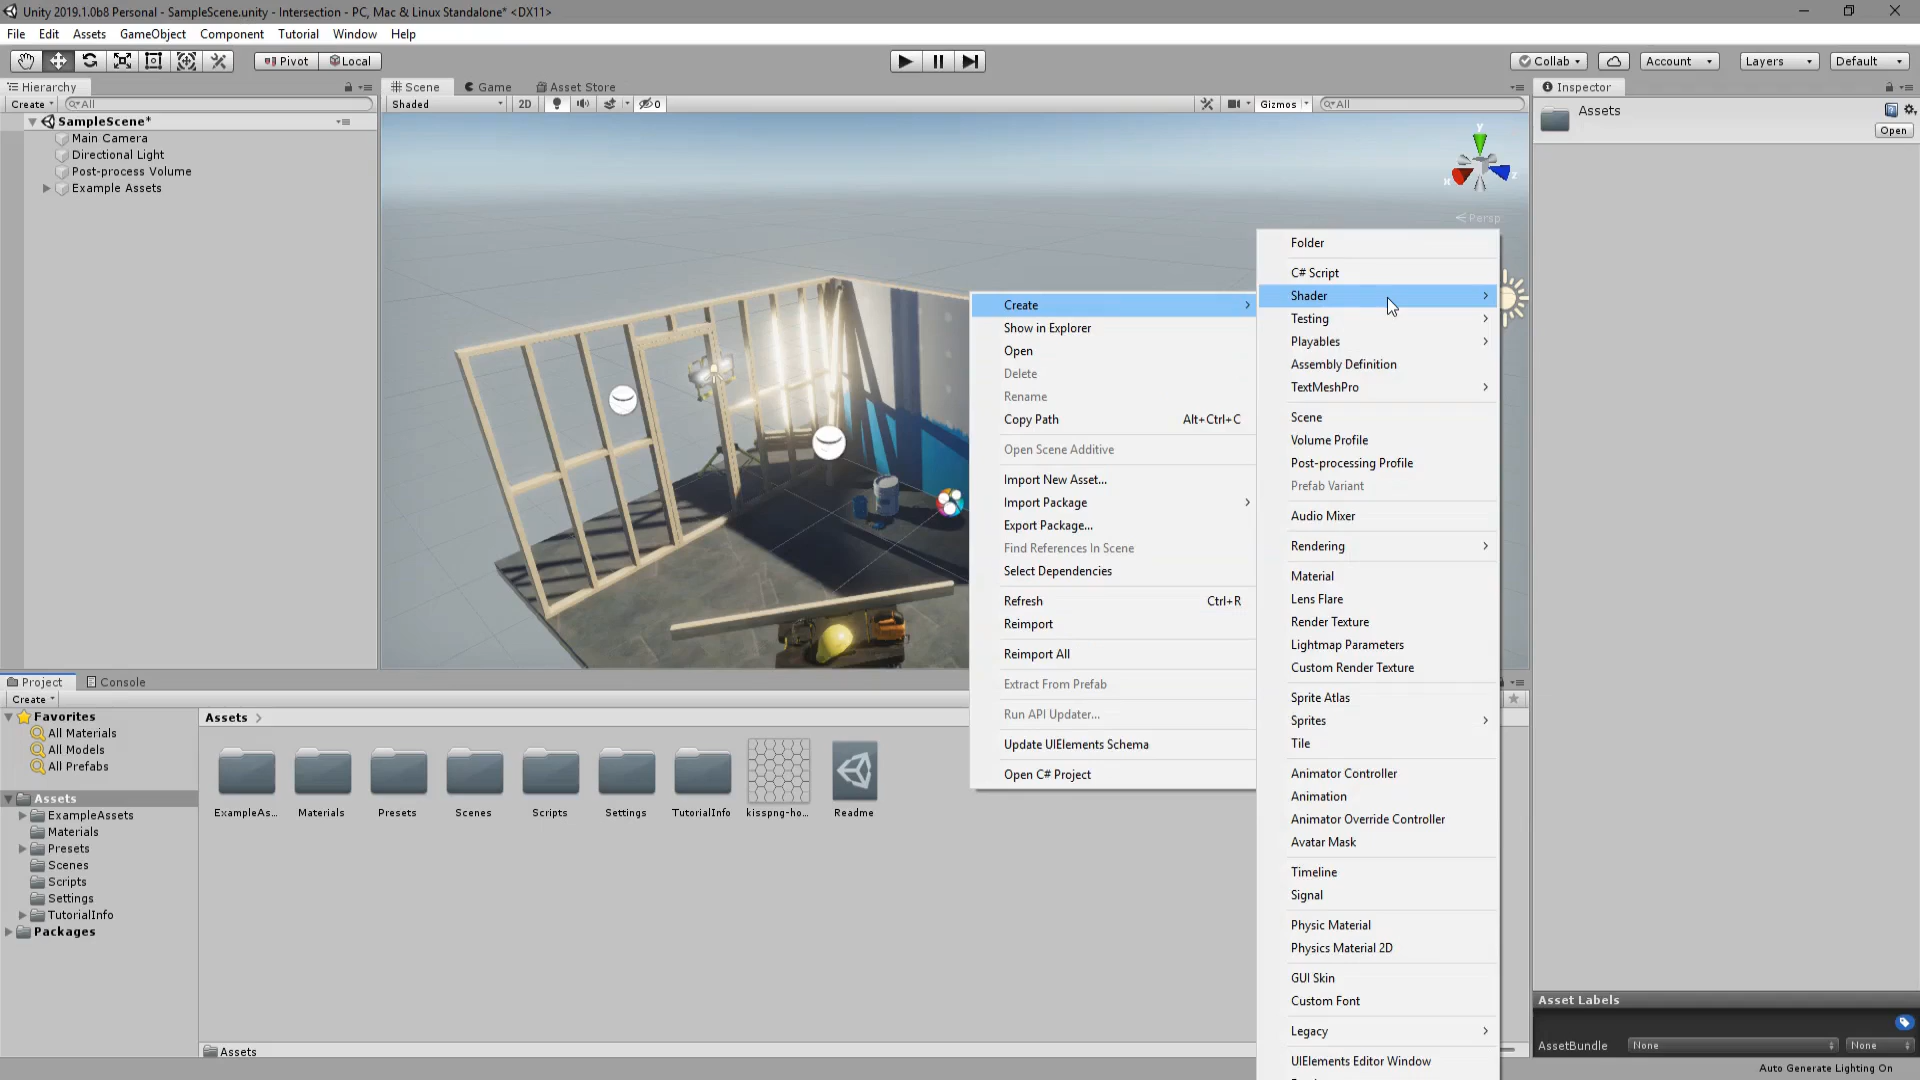 Unity 2019.1.0b8 Personal - SampleScene.unity - Intersection - PC, Mac & Linux Standalone* <DX11>
File Edit Assets GameObject Component Tutorial Window Help
Pivot Local Collab Account Layers Default
Hierarchy
Create All
SampleScene*
Main Camera
Directional Light
Post-process Volume
Example Assets
Scene Game Asset Store
Shaded 2D 0 Gizmos All
y
x
z
Persp
Inspector
Assets
Open
Create
Show in Explorer
Open
Delete
Rename
Copy Path Alt+Ctrl+C
Open Scene Additive
Import New Asset...
Import Package
Export Package...
Find References In Scene
Select Dependencies
Refresh Ctrl+R
Reimport
Reimport All
Extract From Prefab
Run API Updater...
Update UIElements Schema
Open C# Project
Folder
C# Script
Shader
Testing
Playables
Assembly Definition
TextMeshPro
Scene
Volume Profile
Post-processing Profile
Prefab Variant
Audio Mixer
Rendering
Material
Lens Flare
Render Texture
Lightmap Parameters
Custom Render Texture
Sprite Atlas
Sprites
Tile
Animator Controller
Animation
Animator Override Controller
Avatar Mask
Timeline
Signal
Physic Material
Physics Material 2D
GUI Skin
Custom Font
Legacy
UIElements Editor Window
Project Console
Create
Favorites
All Materials
All Models
All Prefabs
Assets
ExampleAssets
Materials
Presets
Scenes
Scripts
Settings
TutorialInfo
Packages
Assets
ExampleAs... Materials Presets Scenes Scripts Settings TutorialInfo kisspng-ho... Readme
Assets
Asset Labels
AssetBundle None None
Auto Generate Lighting On